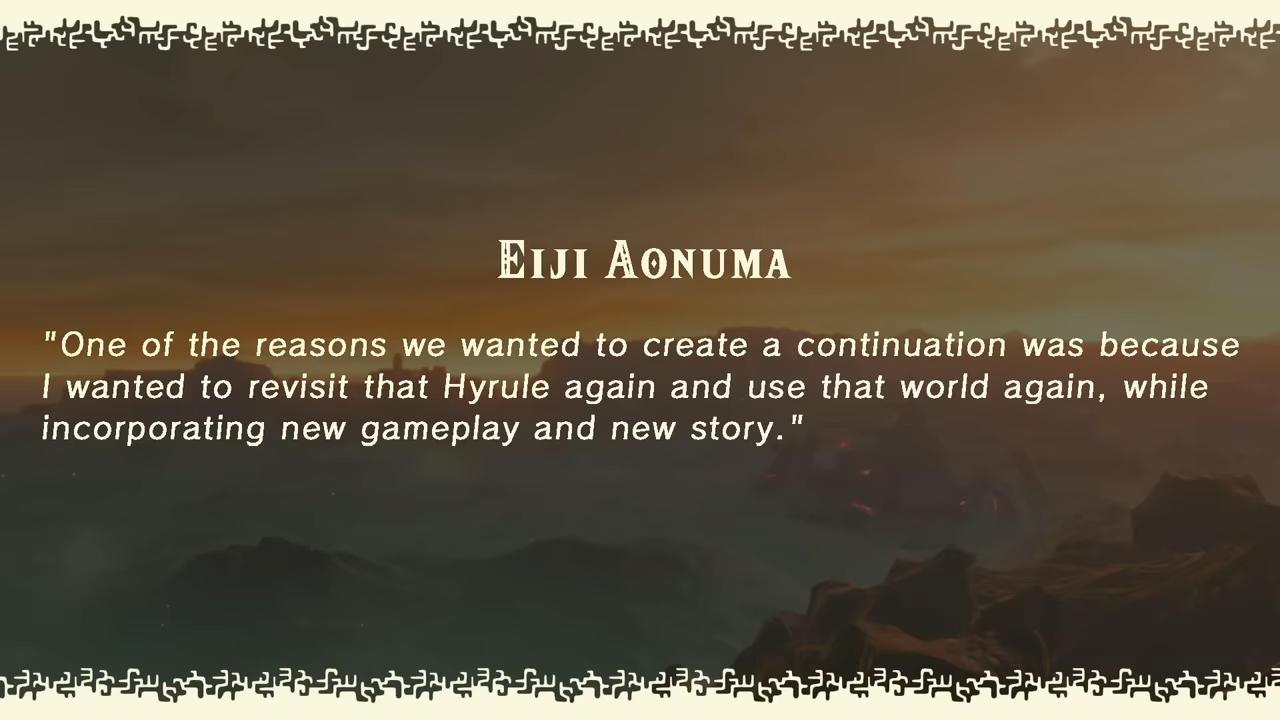 Eiji Aonuma
"One of the reasons we wanted to create a continuation was because
I wanted to revisit that Hyrule again and use that world again, while
incorporating new gameplay and new story."